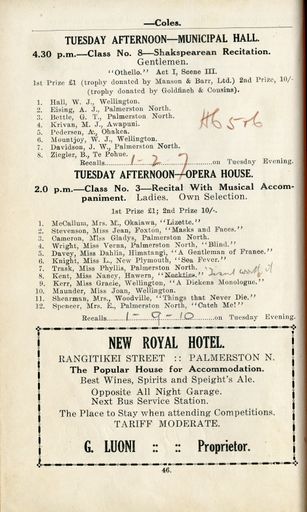 —Coles.
TUESDAY AFTERNOON—MUNICIPAL HALL.
4.30 p.m.—Class No. 8—Shakspearean Recitation.
Gentlemen.
"Othello." Act I, Scene III.
1st Prize £1 (trophy donated by Manson & Barr, Ltd.) 2nd Prize, 10/-
(trophy donated by Goldfinch & Cousins).
1. Hall, W. J., Wellington.
2. Eising, A. J., Palmerston North.
3. Bettle, G. T., Palmerston North.
4. Krivan, M. J., Awapuni.
5. Pedersen, A., Ohakea.
6. Mountjoy, W. J., Wellington.
7. Davidson, J. W., Palmerston North.
8. Ziegler, B., Te Pohue.
Recalls 1-2 7 on Tuesday Evening.
TUESDAY AFTERNOON—OPERA HOUSE.
2.0 p.m.—Class No. 3—Recital With Musical Accom-
paniment. Ladies. Own Selection.
1st Prize £1; 2nd Prize 10/-.
1. McCallum, Mrs. M., Okaiawa, "Lizette."
2. Stevenson, Miss Jean, Foxton, "Masks and Faces."
3. Cameron, Miss Gladys, Palmerston North.
4. Wright, Miss Verna, Palmerston North, "Blind."
5. Davey, Miss Dahlia, Himatangi, "A Gentleman of France."
6. Knight, Miss L., New Plymouth, "Sea Fever."
7. Trask, Miss Phyllis, Palmerston North.
8. Kent, Miss Nancy, Hawera, "Neckties."
9. Kerr, Miss Gracie, Wellington, "A Dickens Monologue."
10. Maunder, Miss Joan, Wellington.
11. Shearman, Mrs., Woodville, "Things that Never Die."
12. Spencer, Mrs. E., Palmerston North, "Catch Me!"
Recalls 1-9-10 on Tuesday Evening.
NEW ROYAL HOTEL.
RANGITIKEI STREET :: PALMERSTON N.
The Popular House for Accommodation.
Best Wines, Spirits and Speight's Ale.
Opposite All Night Garage.
Next Bus Service Station.
The Place to Stay when attending Competitions.
TARIFF MODERATE.
G. LUONI :: :: Proprietor.
46.